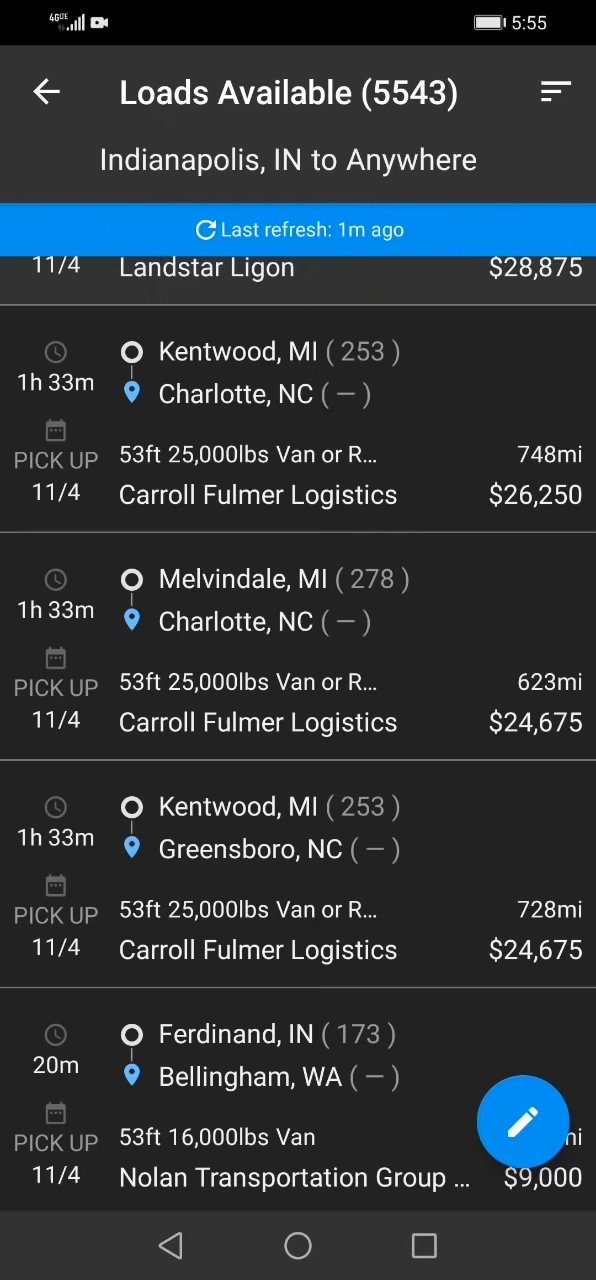 4G LTE
5:55
Loads Available (5543)
Indianapolis, IN to Anywhere
Last refresh: 1m ago
11/4 Landstar Ligon $28,875
Kentwood, MI ( 253 )
1h 33m
Charlotte, NC ( — )
PICK UP 53ft 25,000lbs Van or R... 748mi
11/4 Carroll Fulmer Logistics $26,250
Melvindale, MI ( 278 )
1h 33m
Charlotte, NC ( — )
PICK UP 53ft 25,000lbs Van or R... 623mi
11/4 Carroll Fulmer Logistics $24,675
Kentwood, MI ( 253 )
1h 33m
Greensboro, NC ( — )
PICK UP 53ft 25,000lbs Van or R... 728mi
11/4 Carroll Fulmer Logistics $24,675
Ferdinand, IN ( 173 )
20m
Bellingham, WA ( — )
PICK UP 53ft 16,000lbs Van
11/4 Nolan Transportation Group ... $9,000